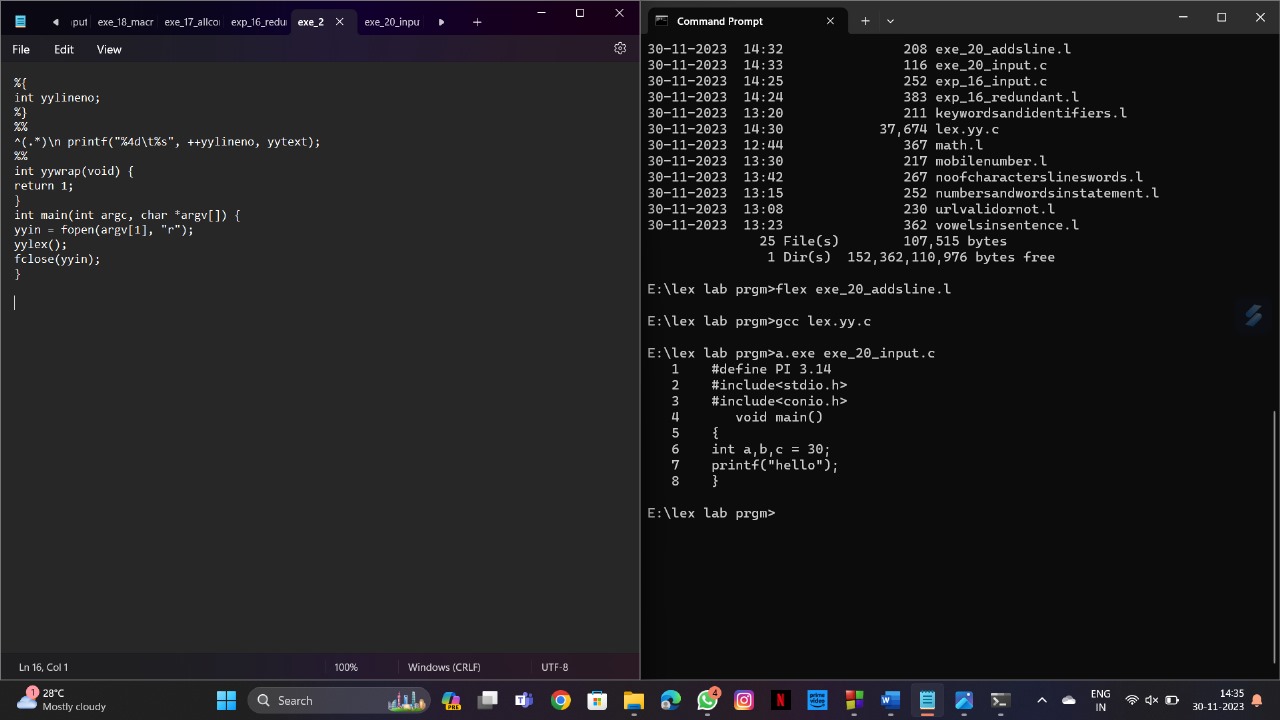 put exe_18_macr exe_17_allcor exp_16_redu exe_2 exe_20_inpu
File Edit View
%{
int yylineno;
%}
%%
^(.*)\n printf("%4d\t%s", ++yylineno, yytext);
%%
int yywrap(void) {
return 1;
}
int main(int argc, char *argv[]) {
yyin = fopen(argv[1], "r");
yylex();
fclose(yyin);
}
Ln 16, Col 1 100% Windows (CRLF) UTF-8
Command Prompt
30-11-2023 14:32 208 exe_20_addsline.l
30-11-2023 14:33 116 exe_20_input.c
30-11-2023 14:25 252 exp_16_input.c
30-11-2023 14:24 383 exp_16_redundant.l
30-11-2023 13:20 211 keywordsandidentifiers.l
30-11-2023 14:30 37,674 lex.yy.c
30-11-2023 12:44 367 math.l
30-11-2023 13:30 217 mobilenumber.l
30-11-2023 13:42 267 noofcharacterslineswords.l
30-11-2023 13:15 252 numbersandwordsinstatement.l
30-11-2023 13:08 230 urlvalidornot.l
30-11-2023 13:23 362 vowelsinsentence.l
25 File(s) 107,515 bytes
1 Dir(s) 152,362,110,976 bytes free
E:\lex lab prgm>flex exe_20_addsline.l
E:\lex lab prgm>gcc lex.yy.c
E:\lex lab prgm>a.exe exe_20_input.c
1 #define PI 3.14
2 #include<stdio.h>
3 #include<conio.h>
4 void main()
5 {
6 int a,b,c = 30;
7 printf("hello");
8 }
E:\lex lab prgm>
1
28°C
Mostly cloudy
Search
PRE
4
N
prime video
ENG
IN
14:35
30-11-2023